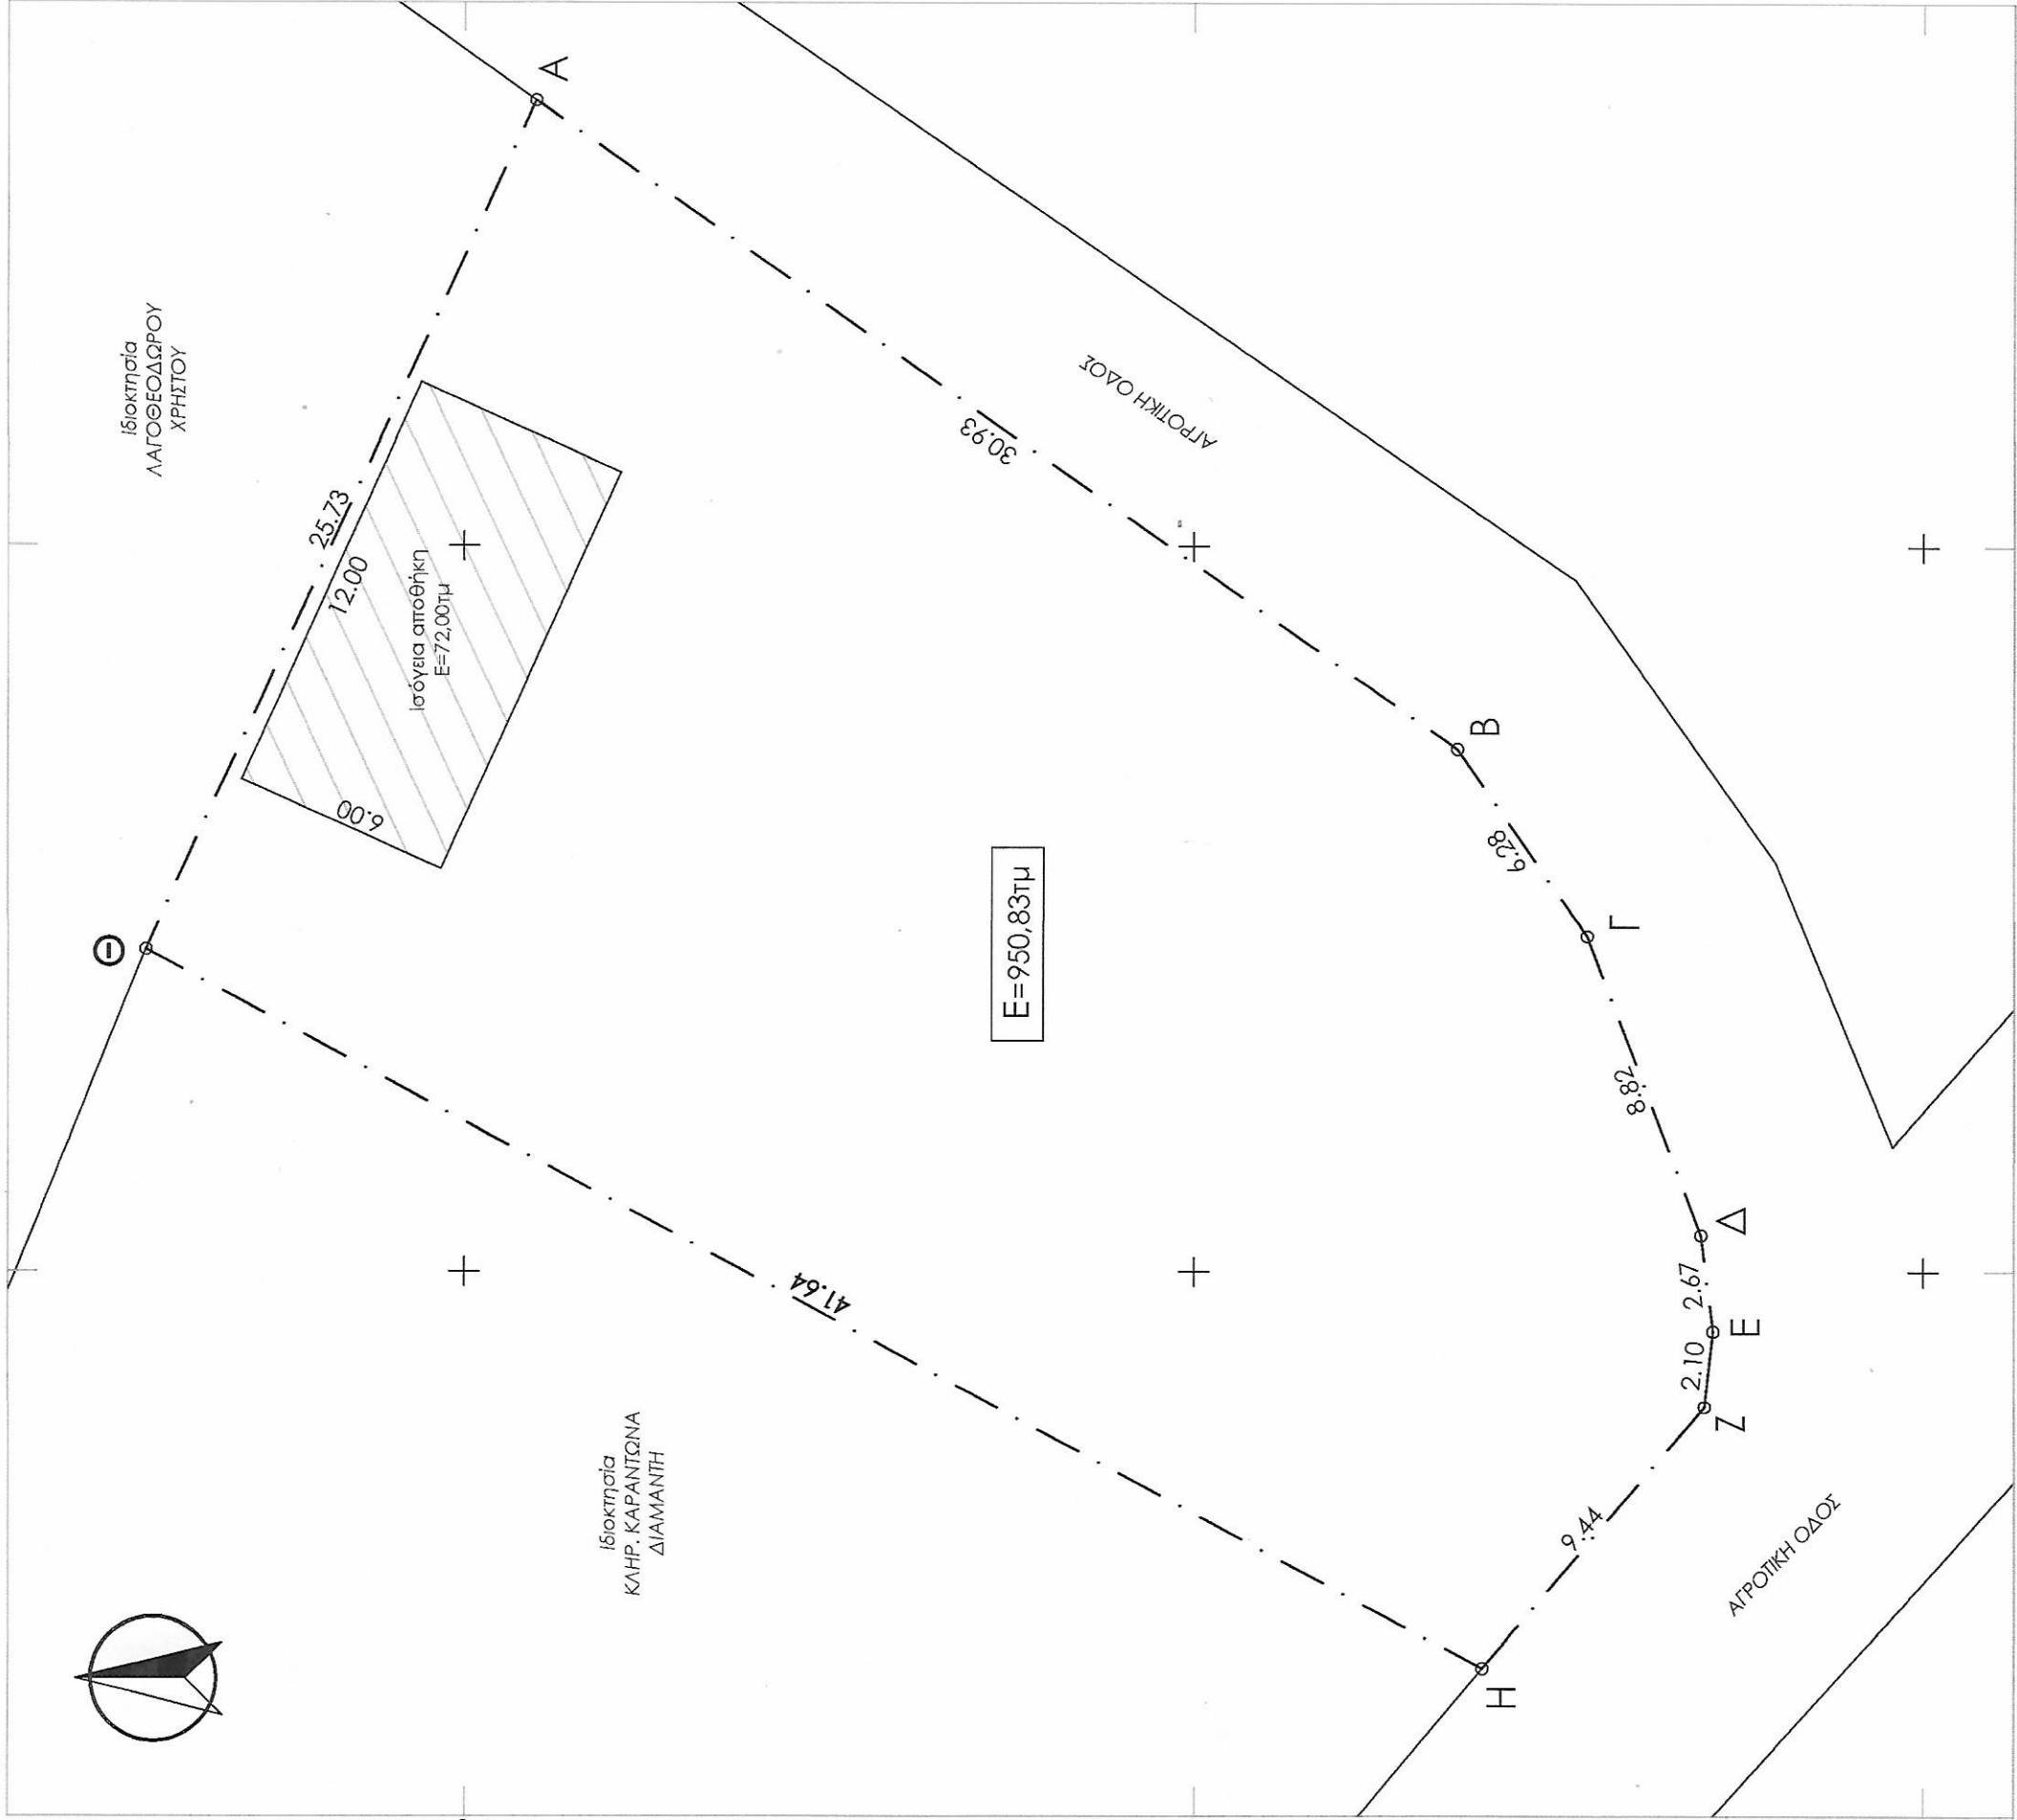 Ιδιοκτησία
ΛΑΓΟΘΕΟΔΩΡΟΥ
ΧΡΗΣΤΟΥ
Α
Θ
25.73
12.00
6.00
Ισόγεια αποθήκη
Ε=72,00τμ
30.93
ΑΓΡΟΤΙΚΗ ΟΔΟΣ
Β
6.28
Γ
Ε=950,83τμ
8.82
Δ
2.67
Ε
2.10
Ζ
41.64
Ιδιοκτησία
ΚΛΗΡ. ΚΑΡΑΝΤΩΝΑ
ΔΙΑΜΑΝΤΗ
9.44
Η
ΑΓΡΟΤΙΚΗ ΟΔΟΣ